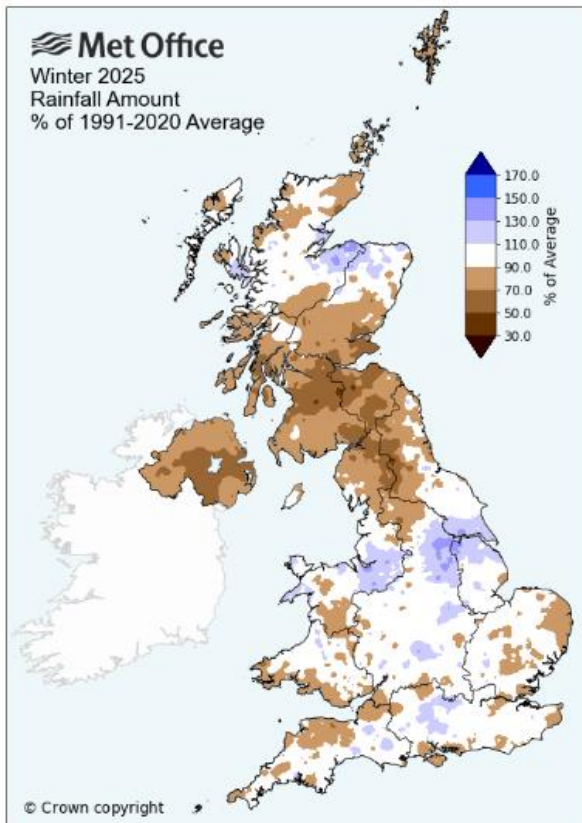 Met Office
Winter 2025
Rainfall Amount
% of 1991-2020 Average
170.0
150.0
130.0
110.0
90.0
70.0
50.0
30.0
% of Average
© Crown copyright